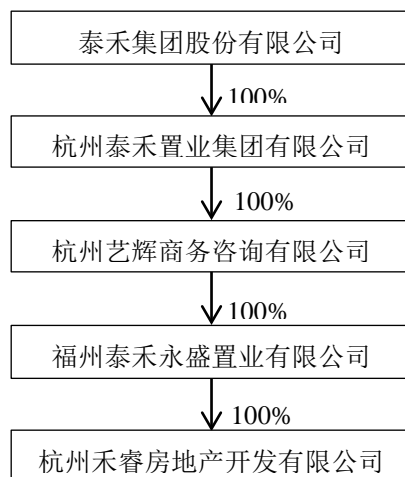 泰禾集团股份有限公司
100%
杭州泰禾置业集团有限公司
100%
杭州艺辉商务咨询有限公司
100%
福州泰禾永盛置业有限公司
100%
杭州禾睿房地产开发有限公司